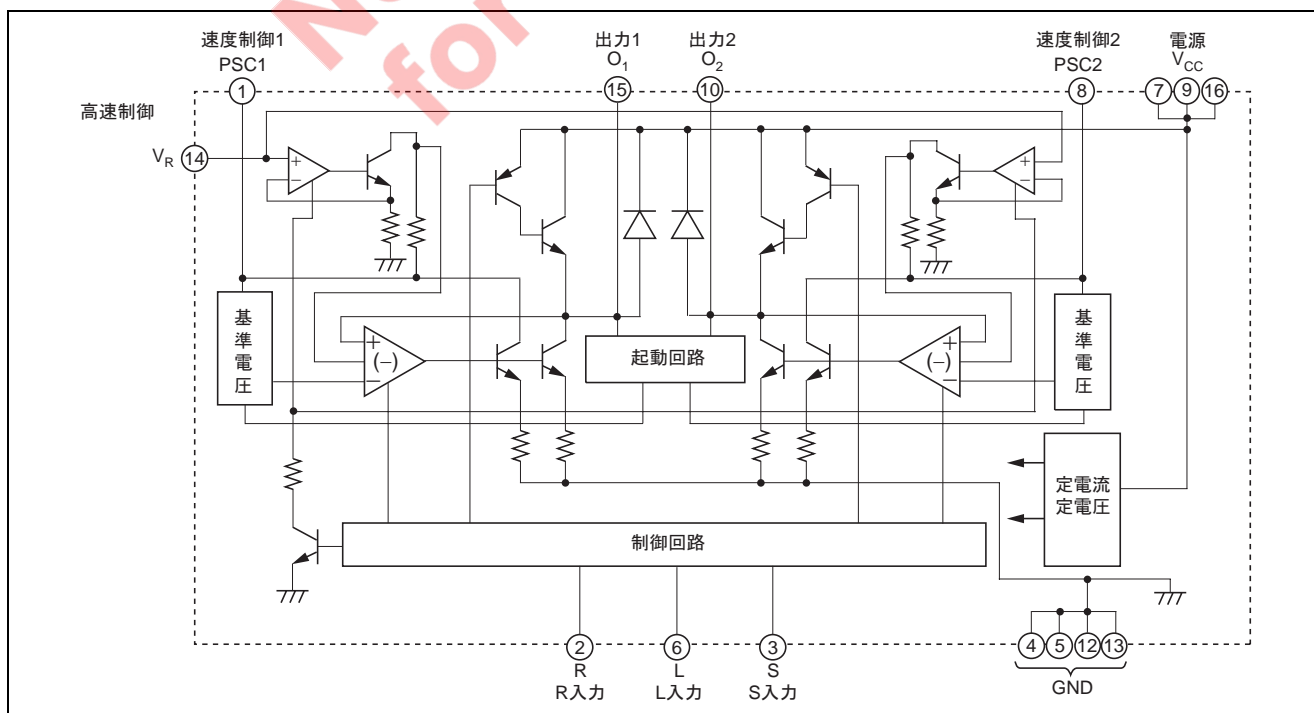 No
for
速度制御1
PSC1
出力1
O1
出力2
O2
速度制御2
PSC2
電源
VCC
1
15
10
8
7 9 16
高速制御
VR 14
+
−
+
−
基準電圧
+
(−)
−
起動回路
+
(−)
−
基準電圧
定電流
定電圧
制御回路
2
6
3
4 5 12 13
R
L
S
GND
R入力
L入力
S入力